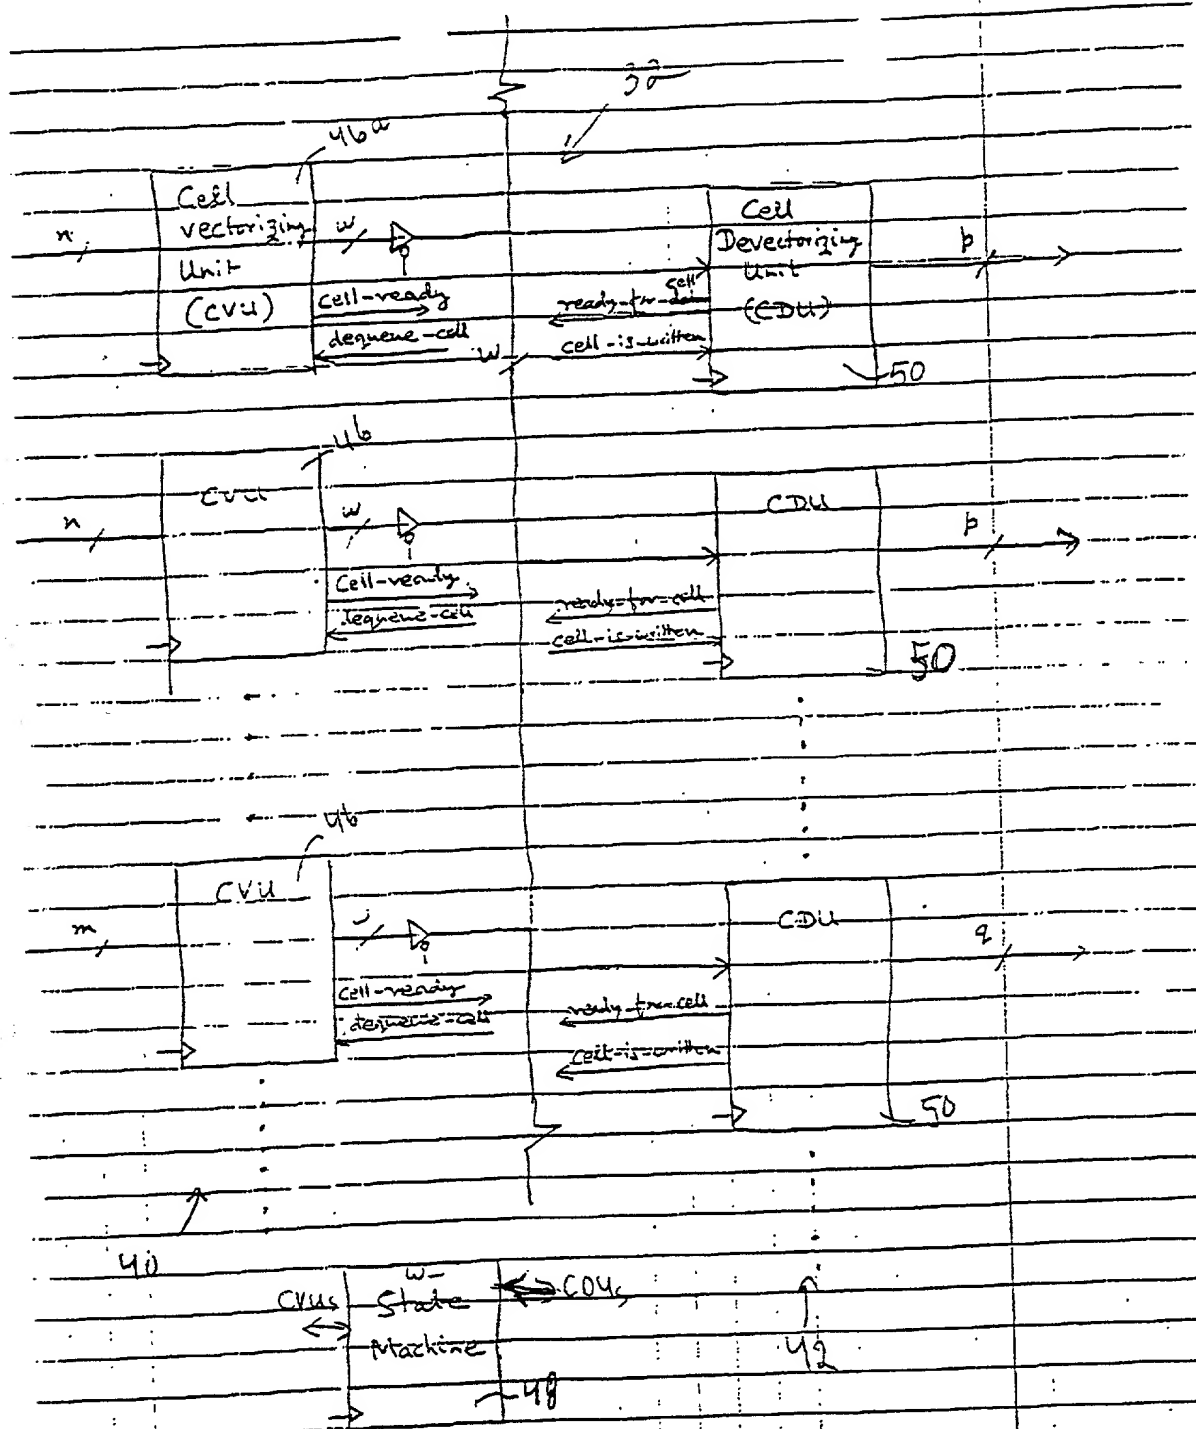 32
46a
Cell
vectorizing
Unit
(CVU)
n
w
cell-ready
dequeue-cell
w
Cell
Devectorizing
Unit
(CDU)
ready-for-cell
cell-is-written
p
50
46
CVU
n
w
Cell-ready
dequeue-cell
CDU
ready-for-cell
cell-is-written
p
50
46
CVU
m
cell-ready
dequeue-cell
CDU
ready-for-cell
cell-is-written
q
50
40
CVUs
w-
State
Machine
CDUs
48
42